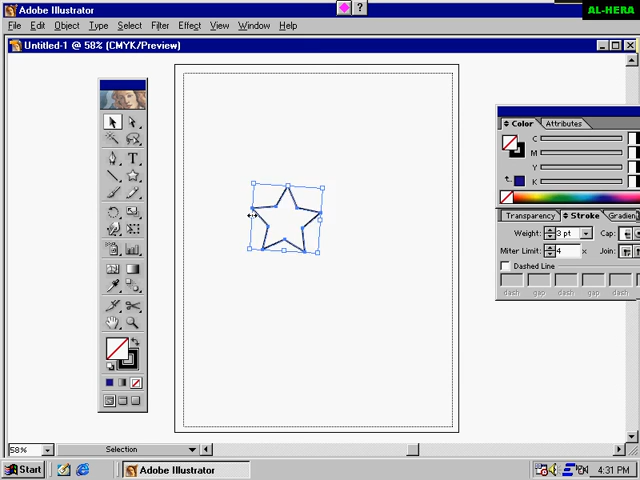 Adobe Illustrator
?
AL-HERA
File Edit Object Type Select Filter Effect View Window Help
Untitled-1 @ 58% (CMYK/Preview)
Color Attributes
C
M
Y
K
Transparency Stroke Gradien
Weight: 3 pt Cap:
Miter Limit: 4 x Join:
Dashed Line
dash gap dash gap dash
T
58% Selection
Start Adobe Illustrator 4:31 PM